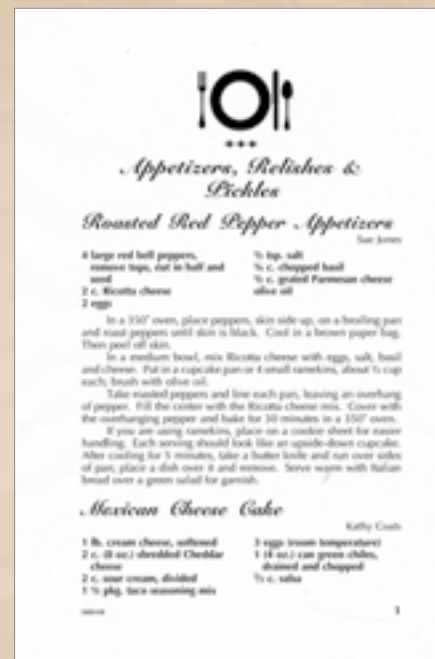 Appetizers, Relishes &
Pickles
Roasted Red Pepper Appetizers
Sue Jones
4 large red bell peppers,
remove tops, cut in half and
seed
2 c. Ricotta cheese
2 eggs
½ tsp. salt
c. chopped basil
c. grated Parmesan cheese
olive oil
In a 350° oven, place peppers, skin side up, on a broiling pan
and roast peppers until skin is black. Cool in a brown paper bag.
Then peel off skin.
In a medium bowl, mix Ricotta cheese with eggs, salt, basil
and cheese. Put in a cupcake pan or 4 small ramekins, about ½ cup
each; brush with olive oil.
Take roasted peppers and line each pan, leaving an overhang
of pepper. Fill the center with the Ricotta cheese mix. Cover with
the overhanging pepper and bake for 30 minutes in a 350° oven.
If you are using ramekins, place on a cookie sheet for easier
handling. Each serving should look like an upside-down cupcake.
After cooling for 5 minutes, take a butter knife and run over sides
of pan; place a dish over it and remove. Serve warm with Italian
bread over a green salad for garnish.
Mexican Cheese Cake
Kathy Coats
1 lb. cream cheese, softened
2 c. (8 oz.) shredded Cheddar
cheese
2 c. sour cream, divided
1 ½ pkg. taco seasoning mix
3 eggs (room temperature)
1 (4 oz.) can green chiles,
drained and chopped
⅔ c. salsa
1